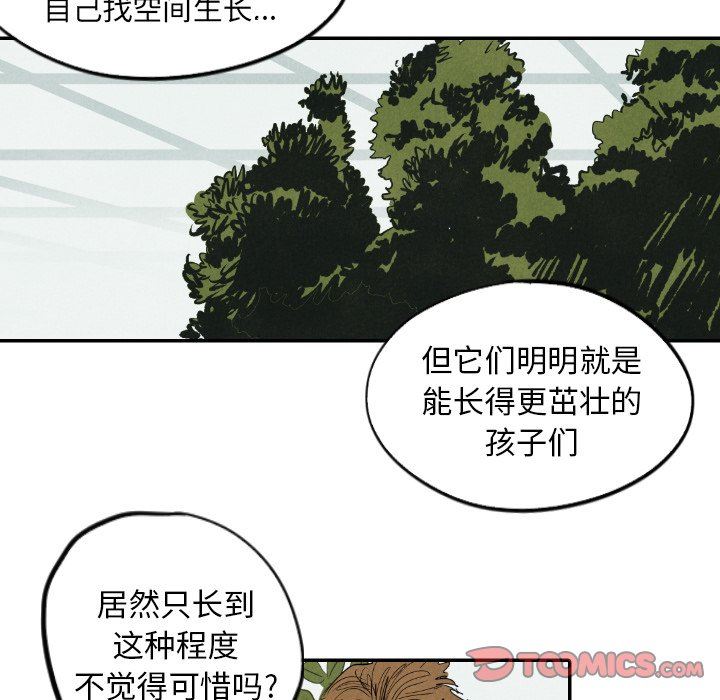 自己找空间生长…
但它们明明就是
能长得更茁壮的
孩子们
居然只长到
这种程度
不觉得可惜吗?
DTCOMICS.COM